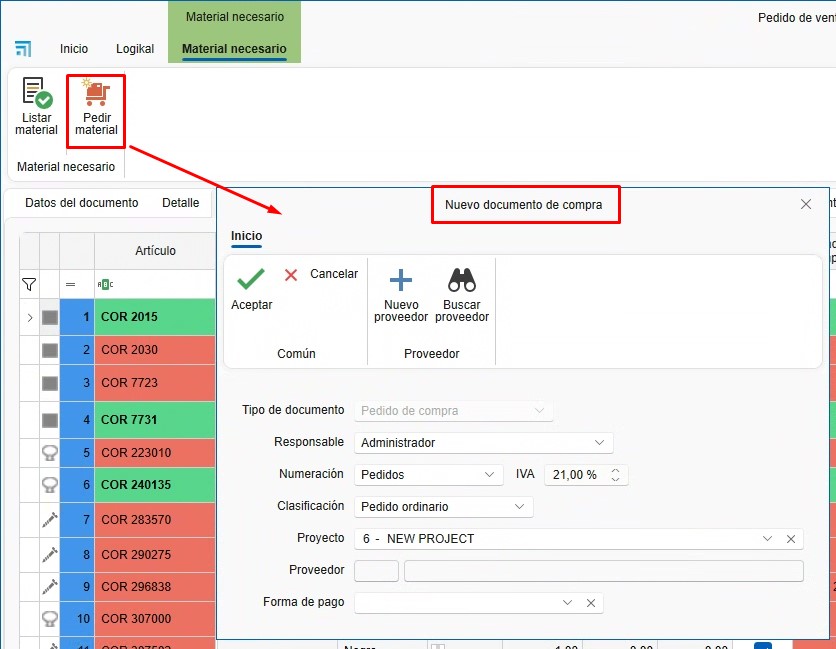 Material necesario
Pedido de ven
Inicio
Logikal
Material necesario
Listar
material
Pedir
material
Material necesario
Datos del documento
Detalle
Nuevo documento de compra
Inicio
Aceptar
Cancelar
Nuevo
proveedor
Buscar
proveedor
Común
Proveedor
Artículo
1 COR 2015
2 COR 2030
3 COR 7723
4 COR 7731
5 COR 223010
6 COR 240135
7 COR 283570
8 COR 290275
9 COR 296838
10 COR 307000
Tipo de documento Pedido de compra
Responsable Administrador
Numeración Pedidos IVA 21,00 %
Clasificación Pedido ordinario
Proyecto 6 - NEW PROJECT
Proveedor
Forma de pago